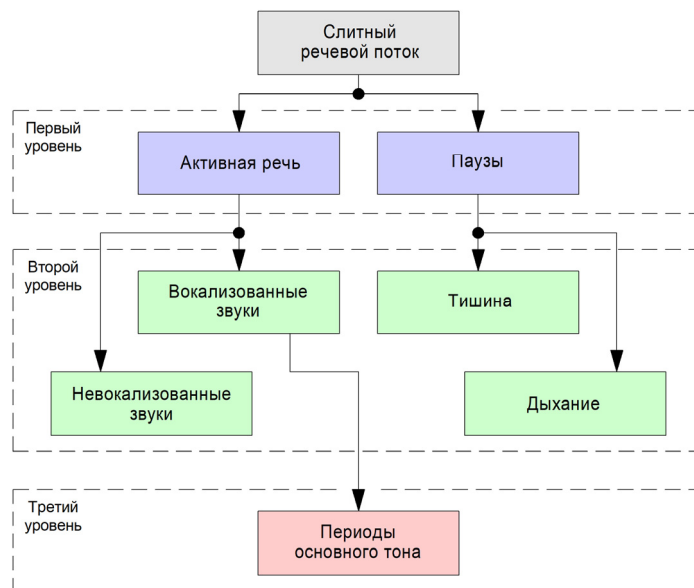 Слитный
речевой поток
Первый
уровень
Активная речь
Паузы
Второй
уровень
Вокализованные
звуки
Тишина
Невокализованные
звуки
Дыхание
Третий
уровень
Периоды
основного тона